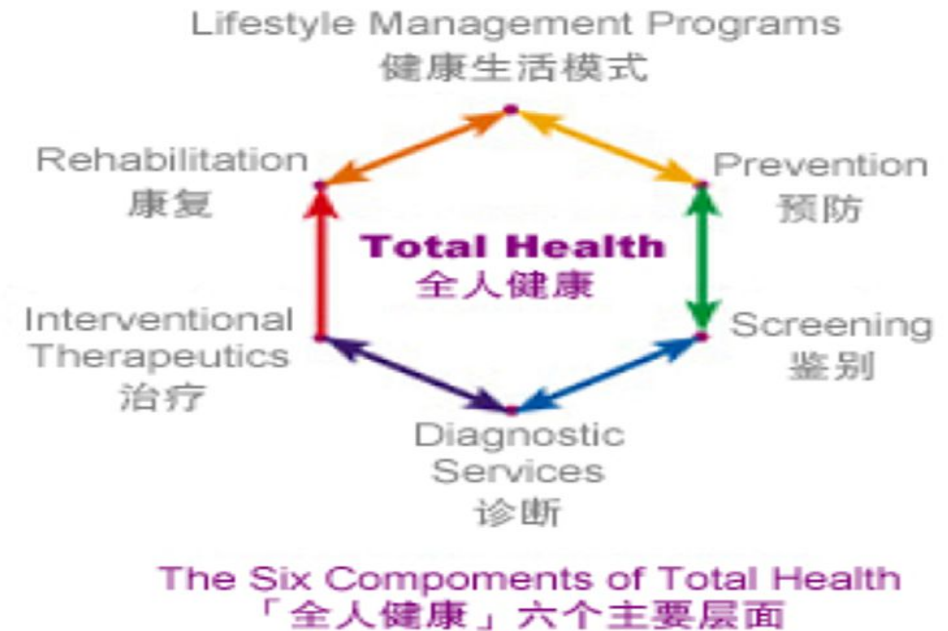 Lifestyle Management Programs
健康生活模式
Rehabilitation
康复
Prevention
预防
Total Health
全人健康
Interventional
Therapeutics
治疗
Screening
鉴别
Diagnostic
Services
诊断
The Six Compoments of Total Health
「全人健康」六个主要层面